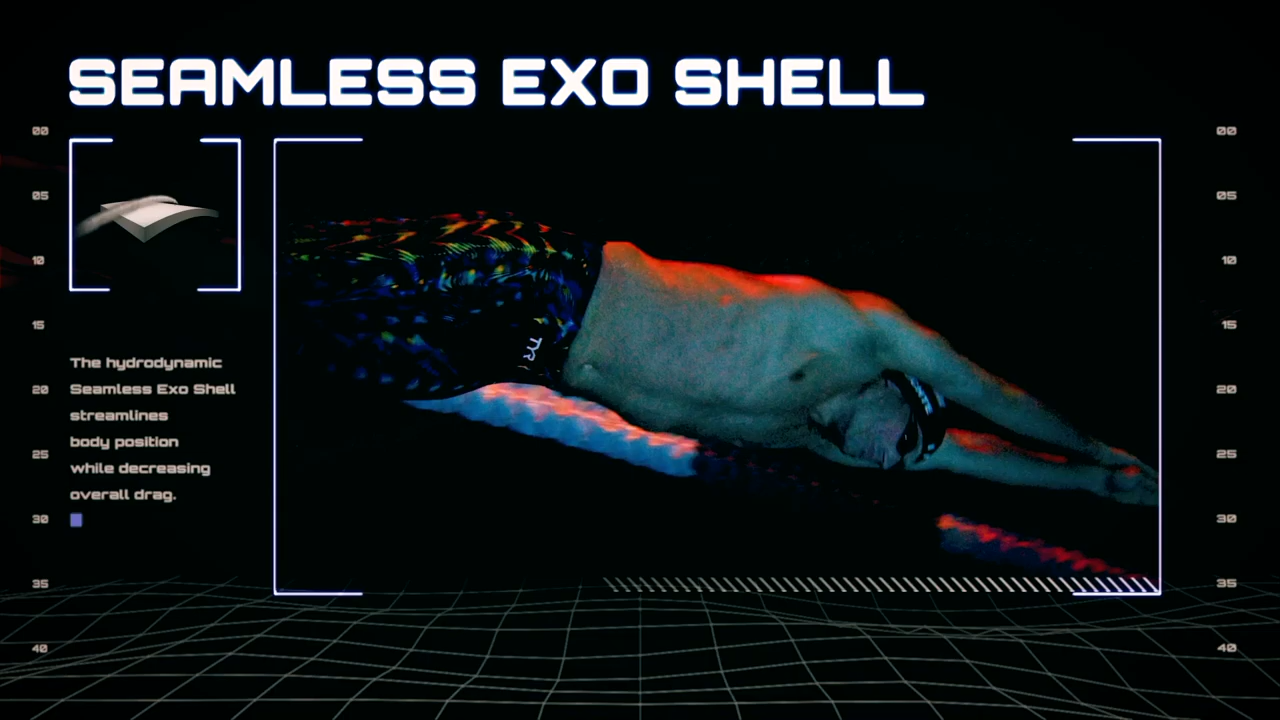 SEAMLESS EXO SHELL
00
05
10
15
20
25
30
35
40
The hydrodynamic
Seamless Exo Shell
streamlines
body position
while decreasing
overall drag.
TYR
00
05
10
15
20
25
30
35
40